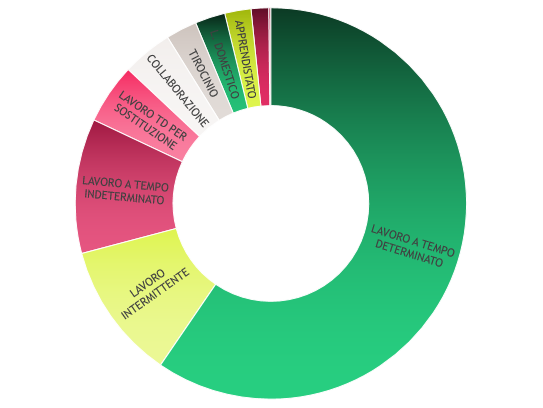 LAVORO A TEMPO
DETERMINATO
LAVORO
INTERMITTENTE
LAVORO A TEMPO
INDETERMINATO
LAVORO TD PER
SOSTITUZIONE
COLLABORAZIONE
TIROCINIO
DOMESTICO
APPRENDISTATO